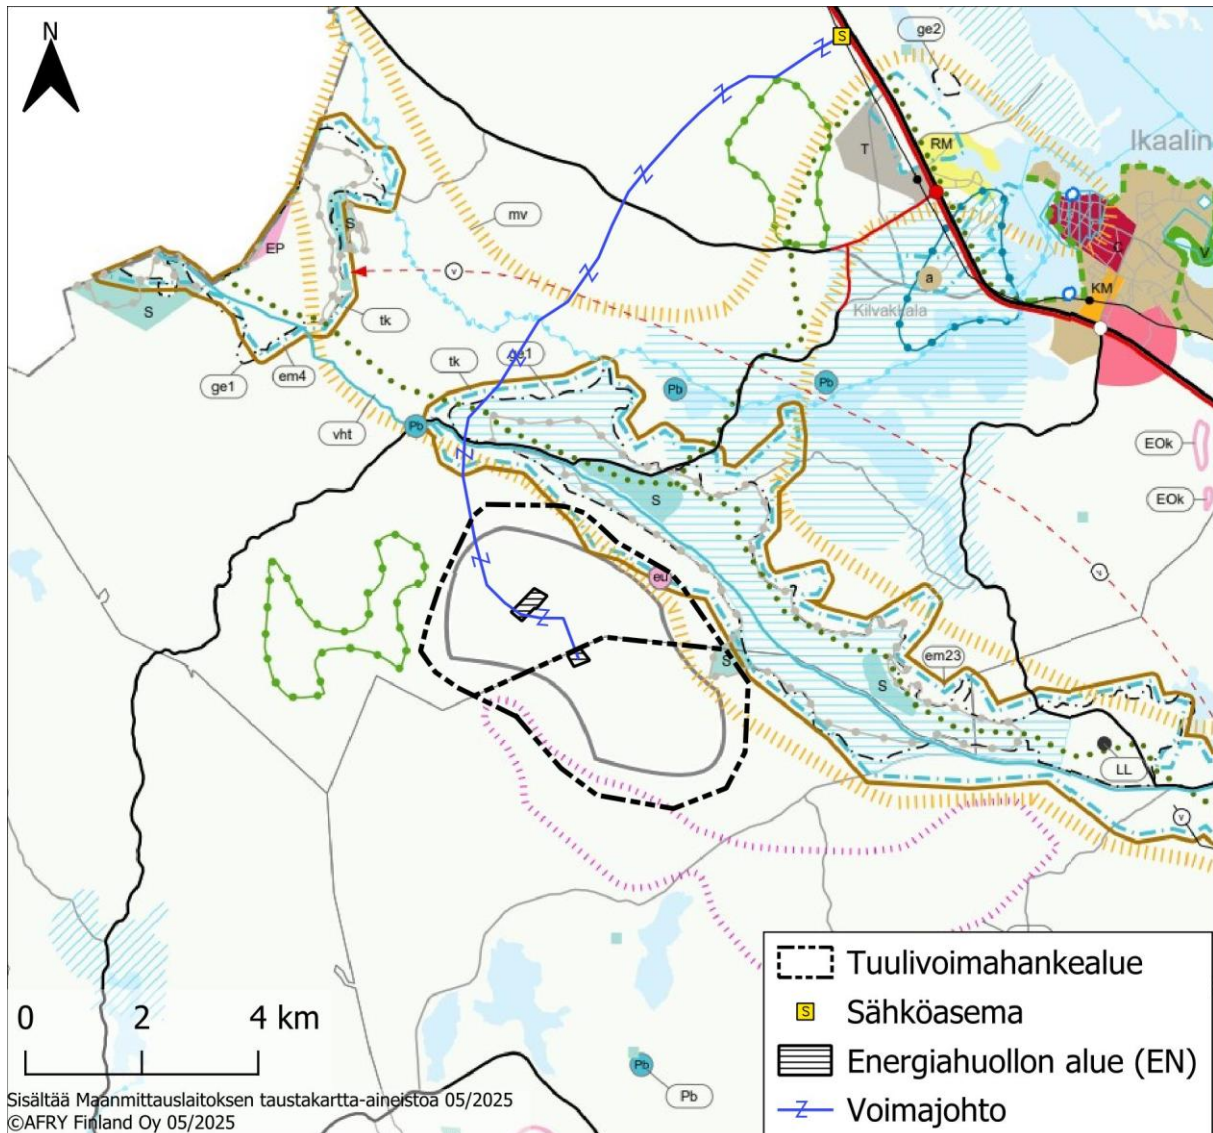 N
ge2
S
Ikaalin
T
RM
mv
S
EP
v
a
C
V
KM
Kilvakkala
S
tk
tk
ge1
ge1
em4
Pb
Pb
vht
Pb
EOk
S
EOk
eu
v
S
em23
S
LL
v
0 2 4 km
Pb
Tuulivoimahankealue
S Sähköasema
Energiahuollon alue (EN)
Voimajohto
Sisältää Maanmittauslaitoksen taustakartta-aineistoa 05/2025
©AFRY Finland Oy 05/2025